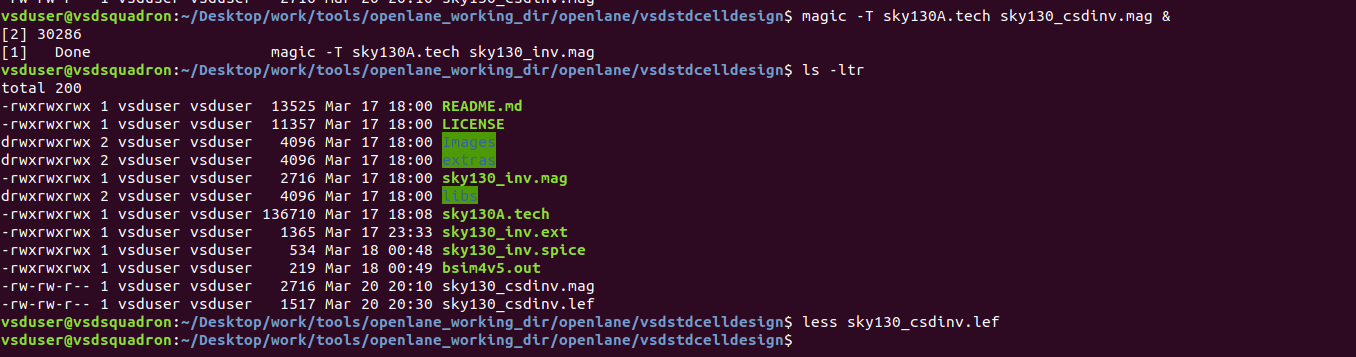 -rw-rw-r-- 1 vsduser vsduser 2716 Mar 20 20:10 sky130_csdinv.mag
vsduser@vsdsquadron:~/Desktop/work/tools/openlane_working_dir/openlane/vsdstdcelldesign$ magic -T sky130A.tech sky130_csdinv.mag &
[2] 30286
[1]   Done                    magic -T sky130A.tech sky130_inv.mag
vsduser@vsdsquadron:~/Desktop/work/tools/openlane_working_dir/openlane/vsdstdcelldesign$ ls -ltr
total 200
-rwxrwxrwx 1 vsduser vsduser  13525 Mar 17 18:00 README.md
-rwxrwxrwx 1 vsduser vsduser  11357 Mar 17 18:00 LICENSE
drwxrwxrwx 2 vsduser vsduser   4096 Mar 17 18:00 Images
drwxrwxrwx 2 vsduser vsduser   4096 Mar 17 18:00 extras
-rwxrwxrwx 1 vsduser vsduser   2716 Mar 17 18:00 sky130_inv.mag
drwxrwxrwx 2 vsduser vsduser   4096 Mar 17 18:00 libs
-rwxrwxrwx 1 vsduser vsduser 136710 Mar 17 18:08 sky130A.tech
-rwxrwxrwx 1 vsduser vsduser   1365 Mar 17 23:33 sky130_inv.ext
-rwxrwxrwx 1 vsduser vsduser    534 Mar 18 00:48 sky130_inv.spice
-rwxrwxrwx 1 vsduser vsduser    219 Mar 18 00:49 bsim4v5.out
-rw-rw-r-- 1 vsduser vsduser   2716 Mar 20 20:10 sky130_csdinv.mag
-rw-rw-r-- 1 vsduser vsduser   1517 Mar 20 20:30 sky130_csdinv.lef
vsduser@vsdsquadron:~/Desktop/work/tools/openlane_working_dir/openlane/vsdstdcelldesign$ less sky130_csdinv.lef
vsduser@vsdsquadron:~/Desktop/work/tools/openlane_working_dir/openlane/vsdstdcelldesign$